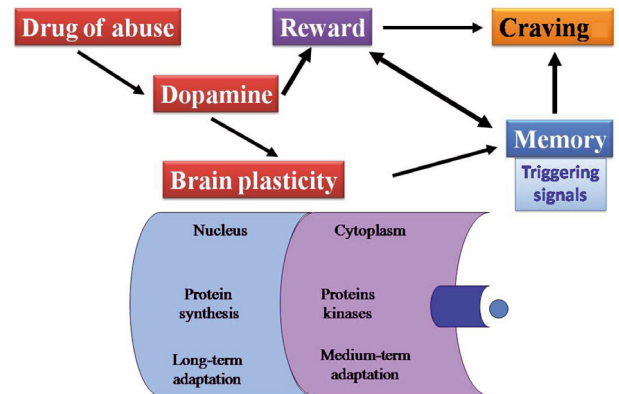 Drug of abuse
Reward
Craving
Dopamine
Memory
Triggering
signals
Brain plasticity
Nucleus
Cytoplasm
Protein
synthesis
Proteins
kinases
Long-term
adaptation
Medium-term
adaptation